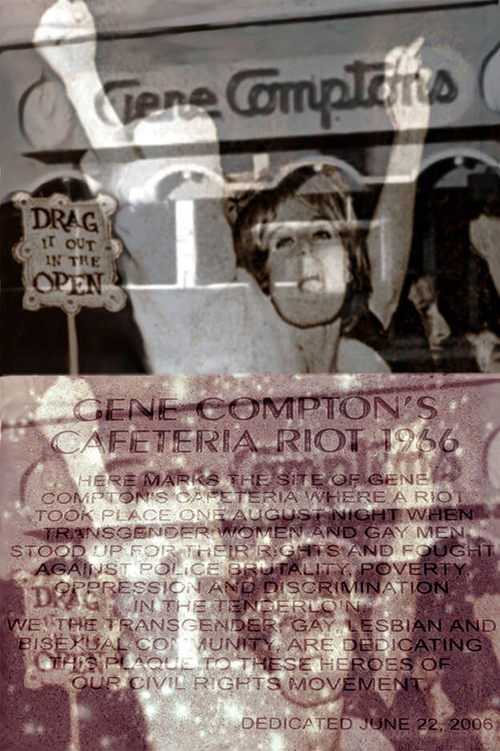 Gene Comptons
DRAG
IT OUT
IN THE
OPEN
GENE COMPTON'S
CAFETERIA RIOT 1966
HERE MARKS THE SITE OF GENE
COMPTON'S CAFETERIA WHERE A RIOT
TOOK PLACE ONE AUGUST NIGHT WHEN
TRANSGENDER WOMEN AND GAY MEN
STOOD UP FOR THEIR RIGHTS AND FOUGHT
AGAINST POLICE BRUTALITY, POVERTY
OPPRESSION AND DISCRIMINATION
IN THE TENDERLOIN.
WE, THE TRANSGENDER, GAY, LESBIAN AND
BISEXUAL COMMUNITY, ARE DEDICATING
THIS PLAQUE TO THESE HEROES OF
OUR CIVIL RIGHTS MOVEMENT.
DEDICATED JUNE 22, 2006